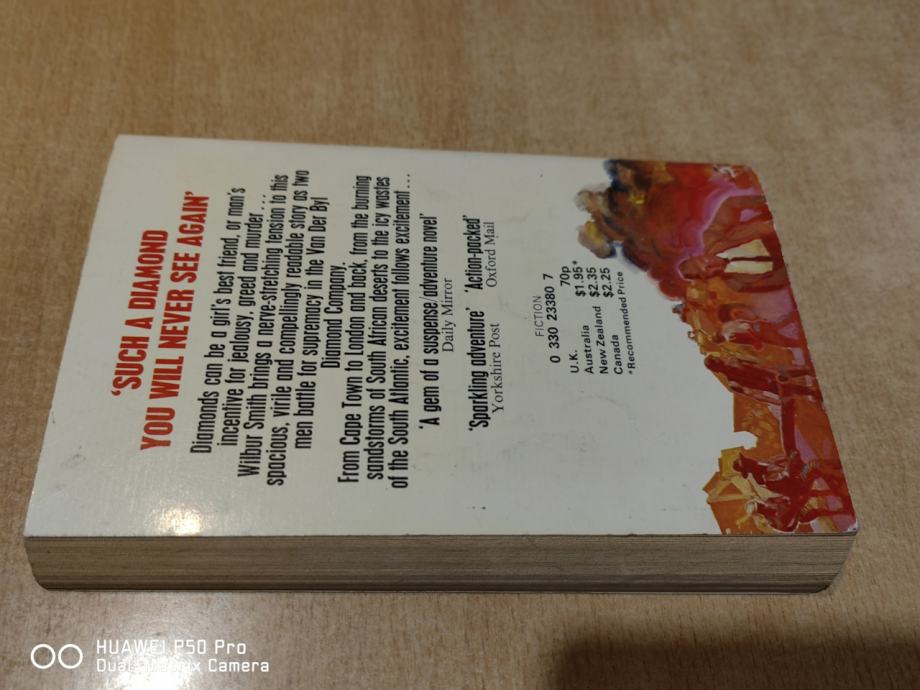 'SUCH A DIAMOND
YOU WILL NEVER SEE AGAIN'
Diamonds can be a girl's best friend, or man's
incentive for jealousy, greed and murder...
Wilbur Smith brings a nerve-stretching tension to this
spacious, virile and compellingly readable story as two
men battle for supremacy in the Van Der Byl
Diamond Company.
From Cape Town to London and back, from the burning
sandstorms of South African deserts to the icy wastes
of the South Atlantic, excitement follows excitement...
'A gem of a suspense/adventure novel'
Daily Mirror
'Sparkling adventure' 'Action-packed'
Yorkshire Post Oxford Mail
FICTION
0 330 23380 7
U.K. 70p
Australia $1.95*
New Zealand $2.35
Canada $2.25
*Recommended Price
HUAWEI P50 Pro
Dual-Matrix Camera